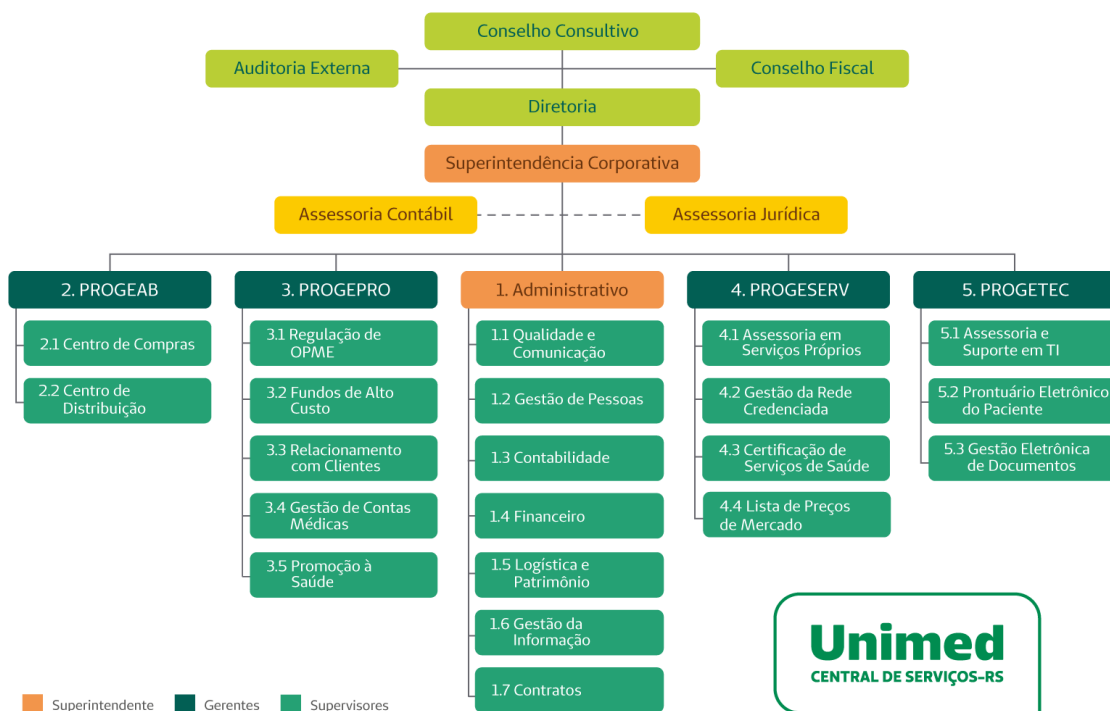 Conselho Consultivo
Auditoria Externa
Conselho Fiscal
Diretoria
Superintendência Corporativa
Assessoria Contábil
Assessoria Jurídica
2. PROGEAB
3. PROGEPRO
1. Administrativo
4. PROGESERV
5. PROGETEC
2.1 Centro de Compras
2.2 Centro de
Distribuição
3.1 Regulação de
OPME
3.2 Fundos de Alto
Custo
3.3 Relacionamento
com Clientes
3.4 Gestão de Contas
Médicas
3.5 Promoção à
Saúde
1.1 Qualidade e
Comunicação
1.2 Gestão de Pessoas
1.3 Contabilidade
1.4 Financeiro
1.5 Logística e
Patrimônio
1.6 Gestão da
Informação
1.7 Contratos
4.1 Assessoria em
Serviços Próprios
4.2 Gestão da Rede
Credenciada
4.3 Certificação de
Serviços de Saúde
4.4 Lista de Preços
de Mercado
5.1 Assessoria e
Suporte em TI
5.2 Prontuário Eletrônico
do Paciente
5.3 Gestão Eletrônica
de Documentos
Unimed
CENTRAL DE SERVIÇOS-RS
Superintendente
Gerentes
Supervisores